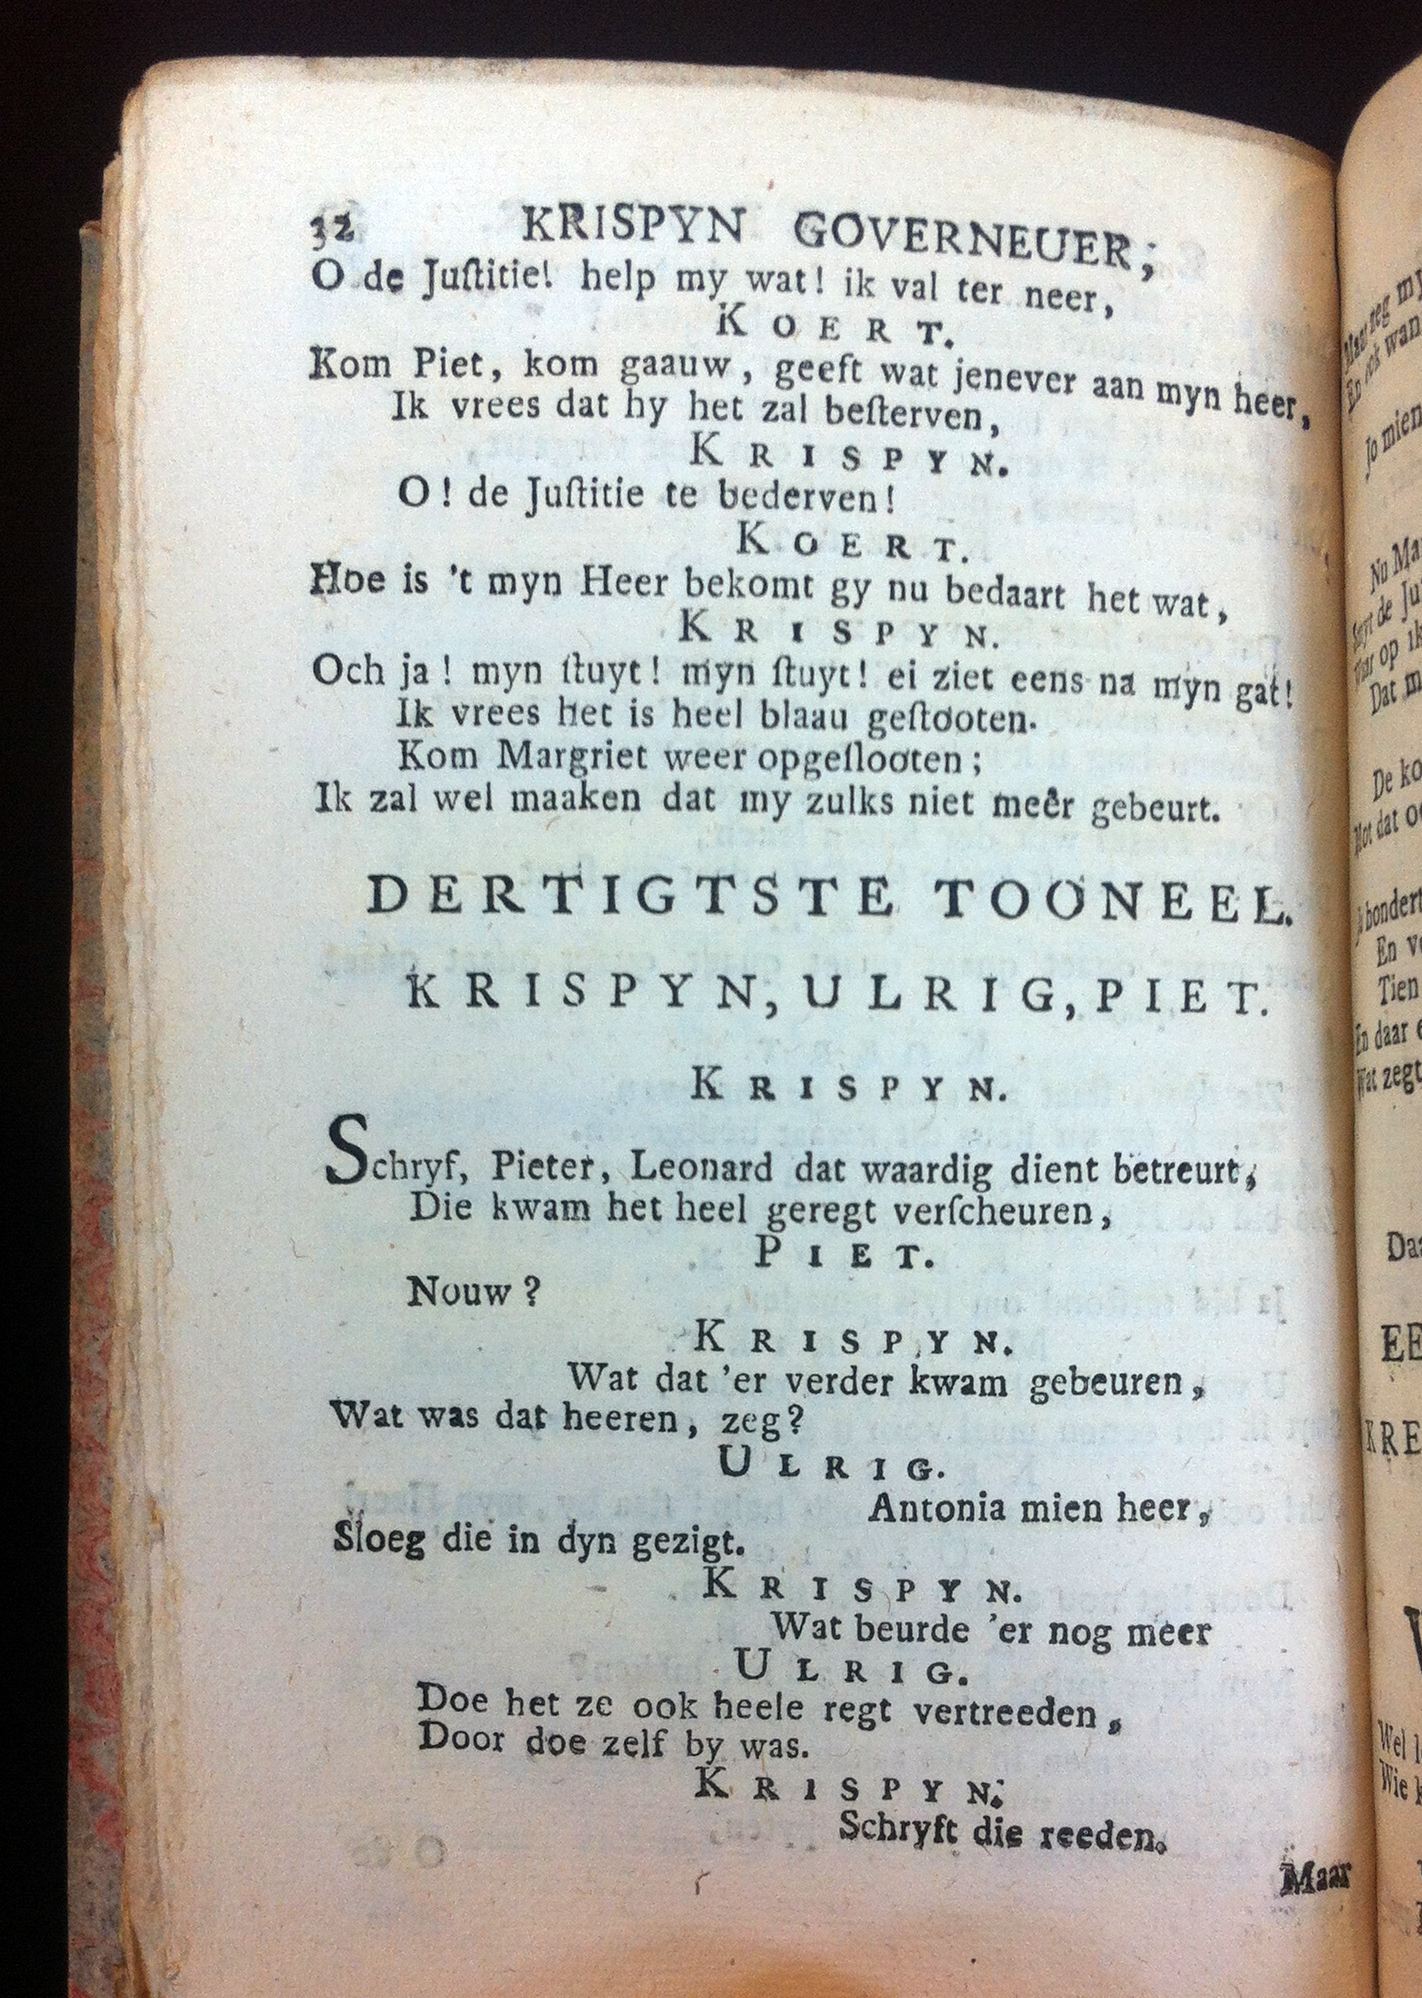 32 KRISPYN GOVERNEUER;
O de Juſtitie! help my wat! ik val ter neer,
KOERT.
Kom Piet, kom gaauw, geeft wat jenever aan myn heer,
Ik vrees dat hy het zal beſterven,
KRISPYN.
O! de Juſtitie te bederven!
KOERT.
Hoe is 't myn Heer bekomt gy nu bedaart het wat,
KRISPYN.
Och ja! myn ſtuyt! myn ſtuyt! ei ziet eens na myn gat!
Ik vrees het is heel blaau geſtooten.
Kom Margriet weer opgeſlooten;
Ik zal wel maaken dat my zulks niet meêr gebeurt.
DERTIGTSTE TOONEEL.
KRISPYN, ULRIG, PIET.
KRISPYN.
Schryf, Pieter, Leonard dat waardig dient betreurt,
Die kwam het heel geregt verſcheuren,
PIET.
Nouw?
KRISPYN.
Wat dat 'er verder kwam gebeuren,
Wat was dat heeren, zeg?
ULRIG.
Antonia mien heer,
Sloeg die in dyn gezigt.
KRISPYN.
Wat beurde 'er nog meer
ULRIG.
Doe het ze ook heele regt vertreeden,
Door doe zelf by was.
KRISPYN.
Schryft die reeden.
Maar